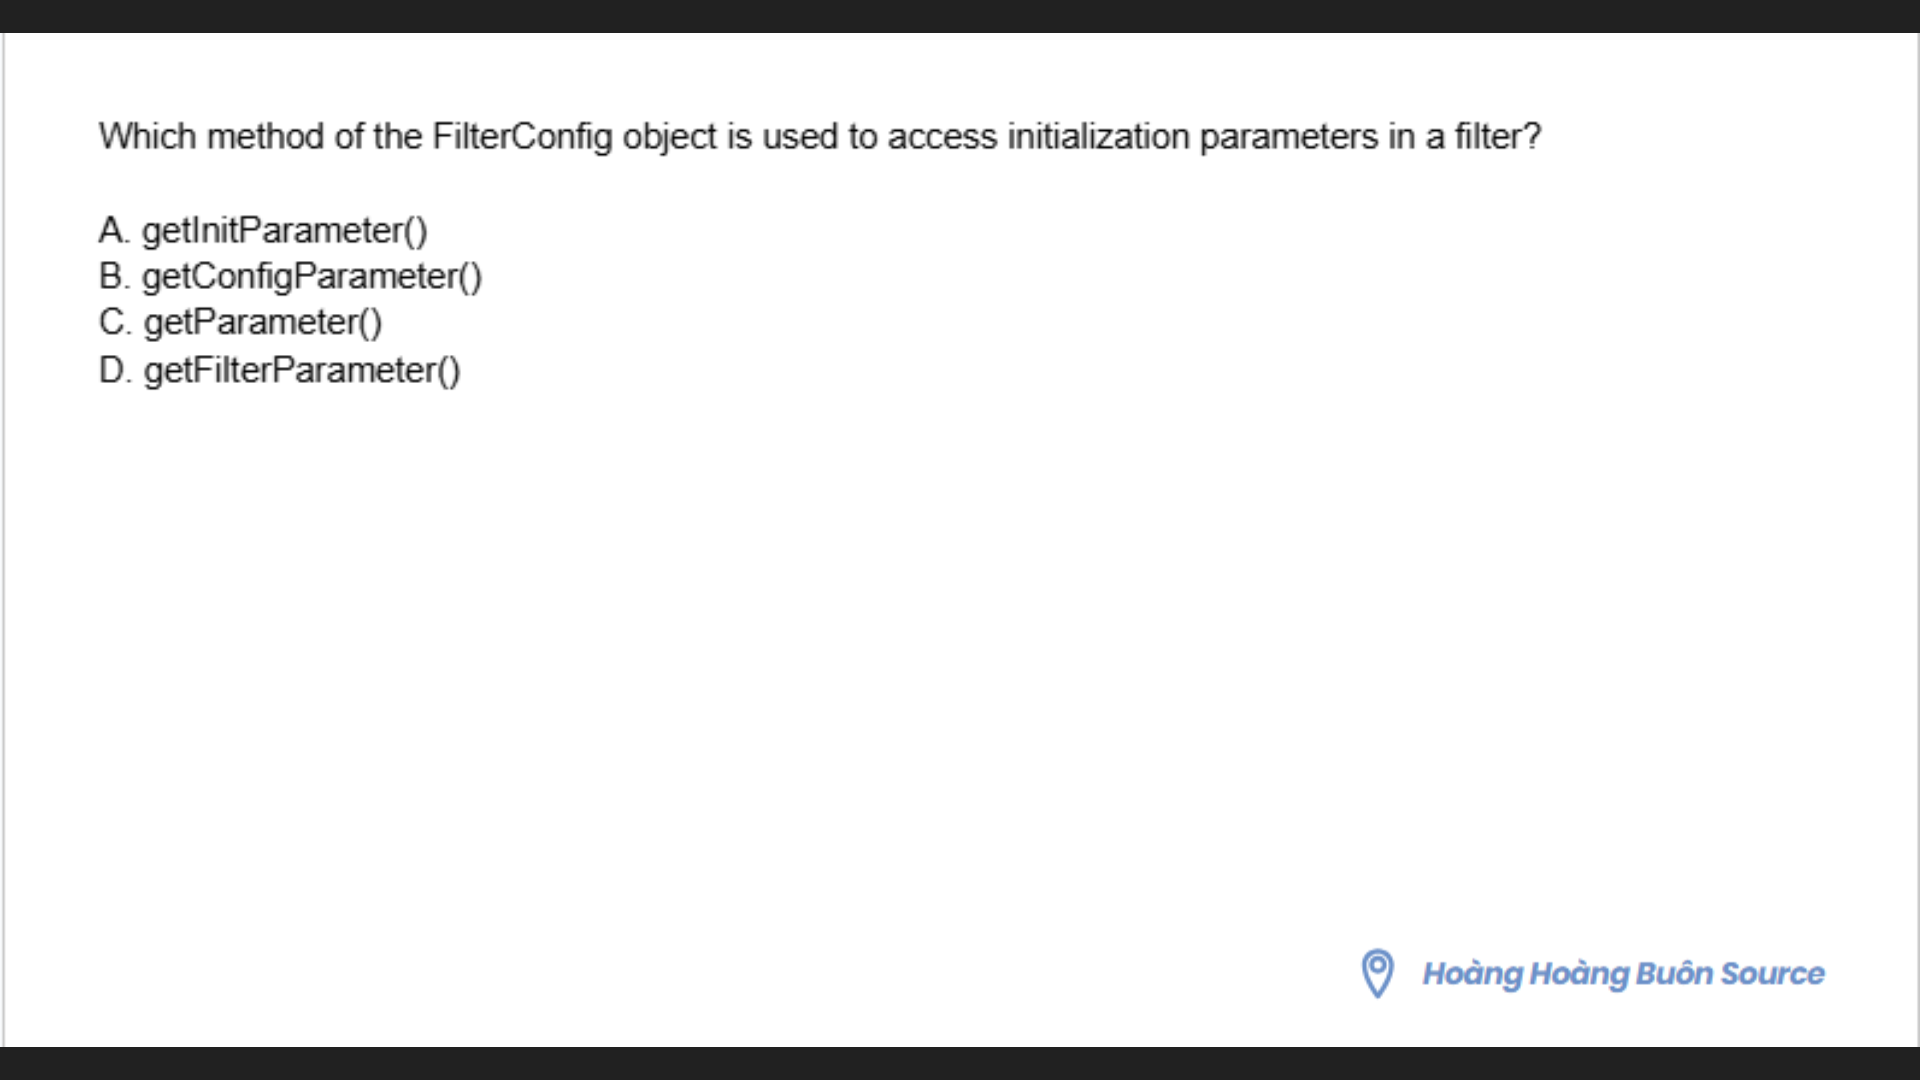 Which method of the FilterConfig object is used to access initialization parameters in a filter?
A. getInitParameter()
B. getConfigParameter()
C. getParameter()
D. getFilterParameter()
Hoàng Hoàng Buôn Source